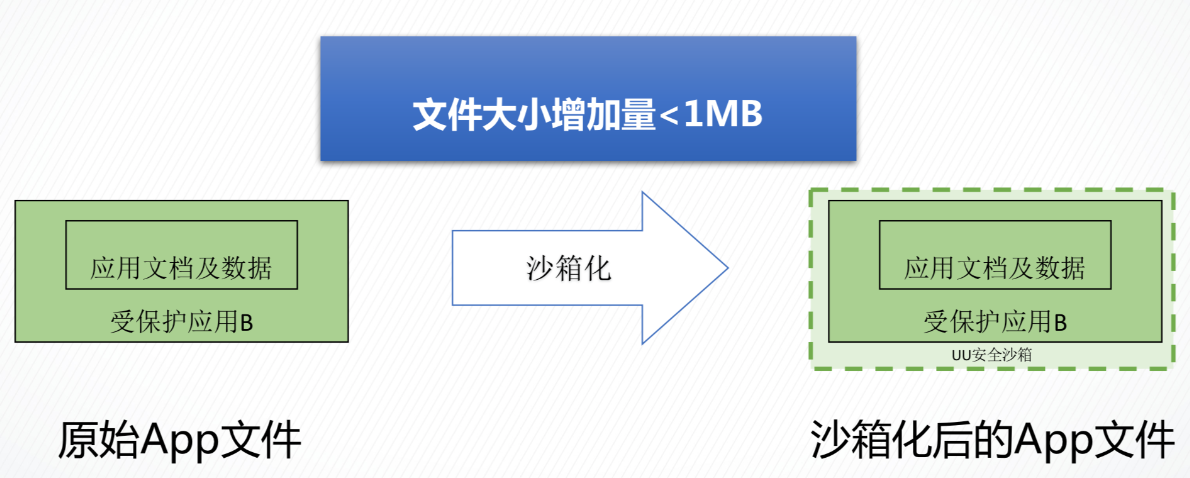 文件大小增加量<1MB
应用文档及数据
受保护应用B
沙箱化
应用文档及数据
受保护应用B
UU安全沙箱
原始App文件
沙箱化后的App文件